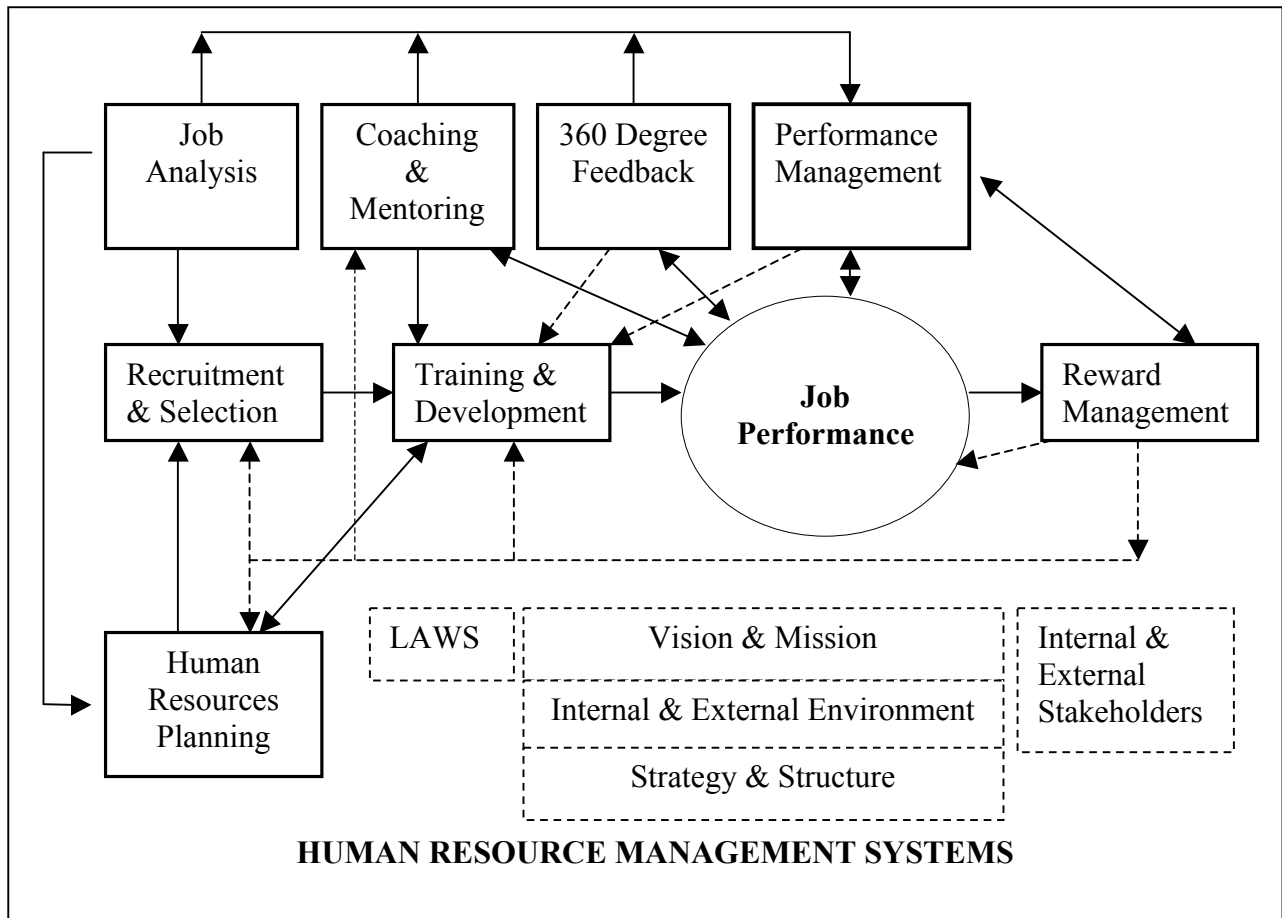 Job
Analysis
Coaching
&
Mentoring
360 Degree
Feedback
Performance
Management
Recruitment
& Selection
Training &
Development
Job
Performance
Reward
Management
Human
Resources
Planning
LAWS
Vision & Mission
Internal & External Environment
Strategy & Structure
Internal &
External
Stakeholders
HUMAN RESOURCE MANAGEMENT SYSTEMS